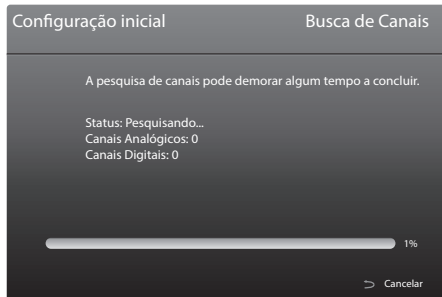 Configuração inicial Busca de Canais
A pesquisa de canais pode demorar algum tempo a concluir.
Status: Pesquisando...
Canais Analógicos: 0
Canais Digitais: 0
1%
Cancelar